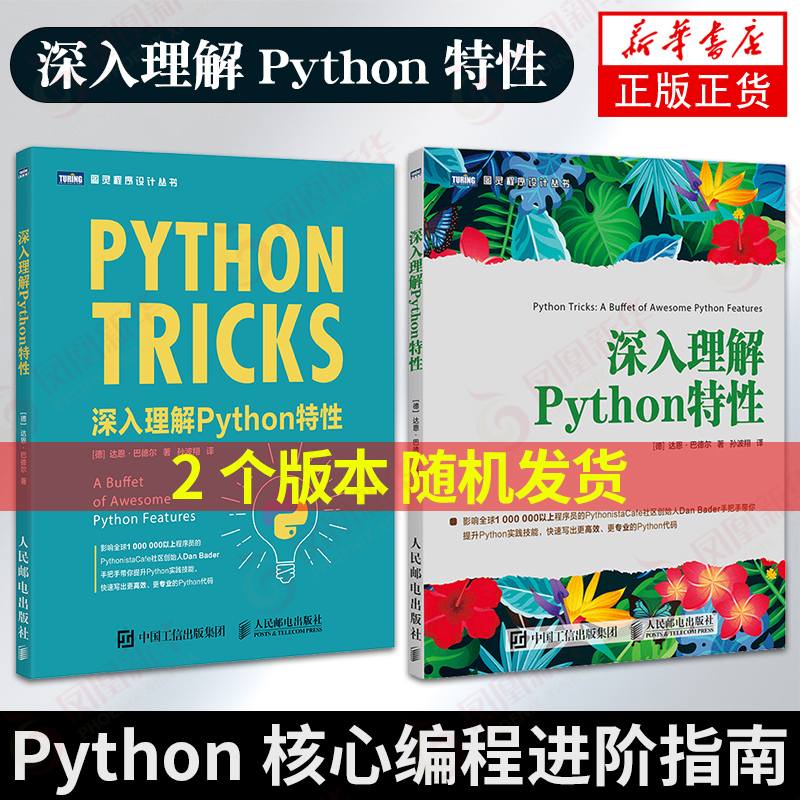 深入理解 Python 特性
新华书店
正版正货
TURING 图灵程序设计丛书
PYTHON
TRICKS
深入理解Python特性
[德] 达恩·巴德尔 著 孙波翔 译
A Buffet
of Awesome
Python Features
影响全球1 000 000以上程序员的
PythonistaCafe社区创始人Dan Bader
手把手带你提升Python实践技能,
快速写出更高效、更专业的Python代码
中国工信出版集团
人民邮电出版社
POSTS & TELECOM PRESS
深入理解Python特性
[德] 达恩·巴德尔 著
人民邮电出版社
TURING 图灵程序设计丛书
Python Tricks: A Buffet of Awesome Python Features
深入理解
Python特性
[德] 达恩·巴德尔 著 孙波翔 译
影响全球1 000 000以上程序员的PythonistaCafe社区创始人Dan Bader手把手带你
提升Python实践技能,快速写出更高效、更专业的Python代码
中国工信出版集团
人民邮电出版社
POSTS & TELECOM PRESS
深入理解Python特性
[德] 达恩·巴德尔 著
人民邮电出版社
2 个版本 随机发货
Python 核心编程进阶指南